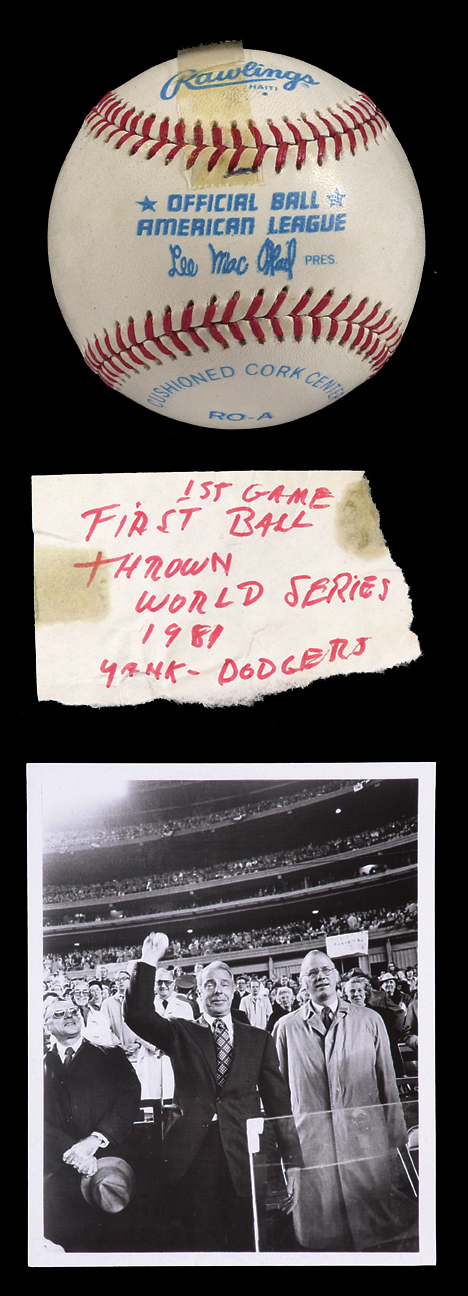 Rawlings
HAITI
OFFICIAL BALL
AMERICAN LEAGUE
Lee Mac Phail PRES.
CUSHIONED CORK CENTER
RO-A
1ST GAME
FIRST BALL
THROWN
WORLD SERIES
1981
YANK- DODGERS